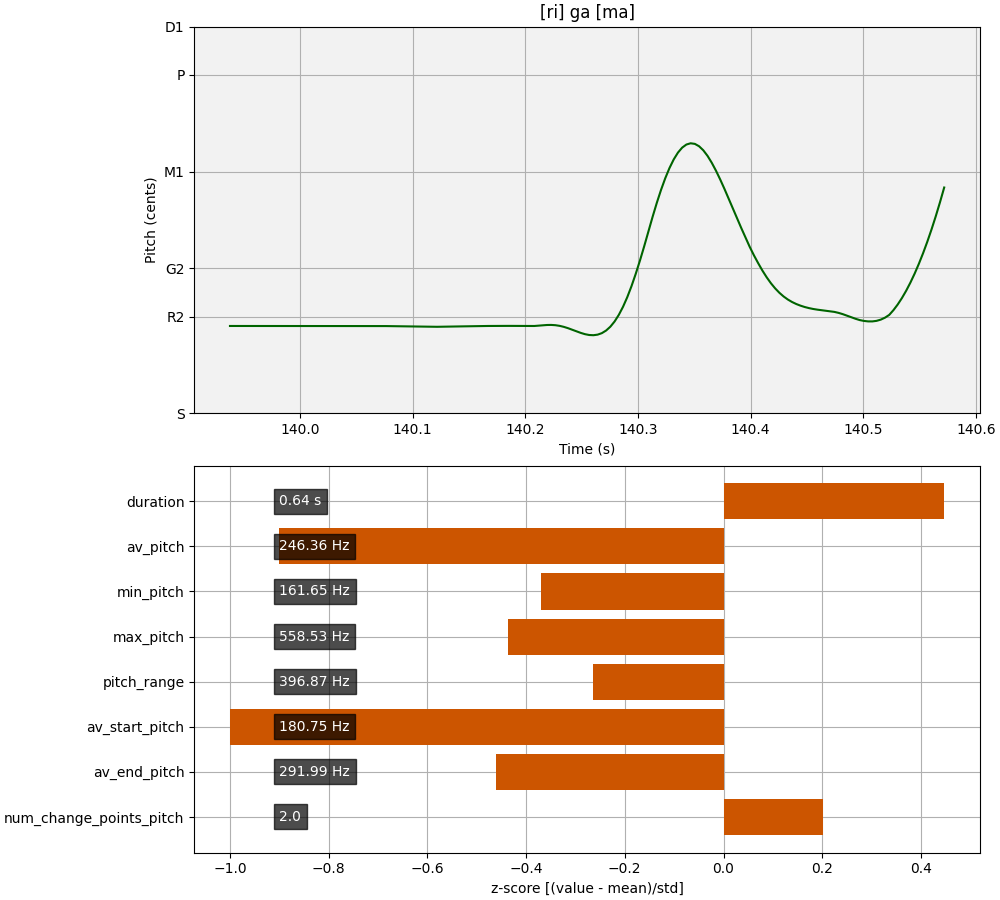 [ri] ga [ma]
D1
P
M1
G2
R2
S
Pitch (cents)
140.0 140.1 140.2 140.3 140.4 140.5 140.6
Time (s)
duration 0.64 s
av_pitch 246.36 Hz
min_pitch 161.65 Hz
max_pitch 558.53 Hz
pitch_range 396.87 Hz
av_start_pitch 180.75 Hz
av_end_pitch 291.99 Hz
num_change_points_pitch 2.0
−1.0 −0.8 −0.6 −0.4 −0.2 0.0 0.2 0.4
z-score [(value - mean)/std]